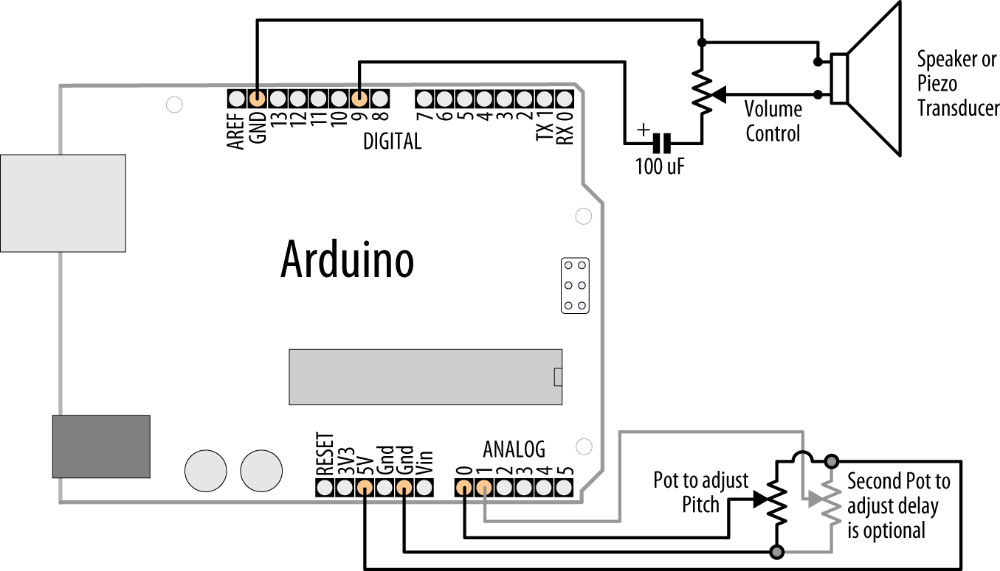 AREF
GND
13
12
11
10
9
8
7
6
5
4
3
2
TX 1
RX 0
DIGITAL
+
100 uF
Volume
Control
Speaker or
Piezo
Transducer
Arduino
RESET
3V3
5V
Gnd
Gnd
Vin
ANALOG
0
1
2
3
4
5
Pot to adjust
Pitch
Second Pot to
adjust delay
is optional